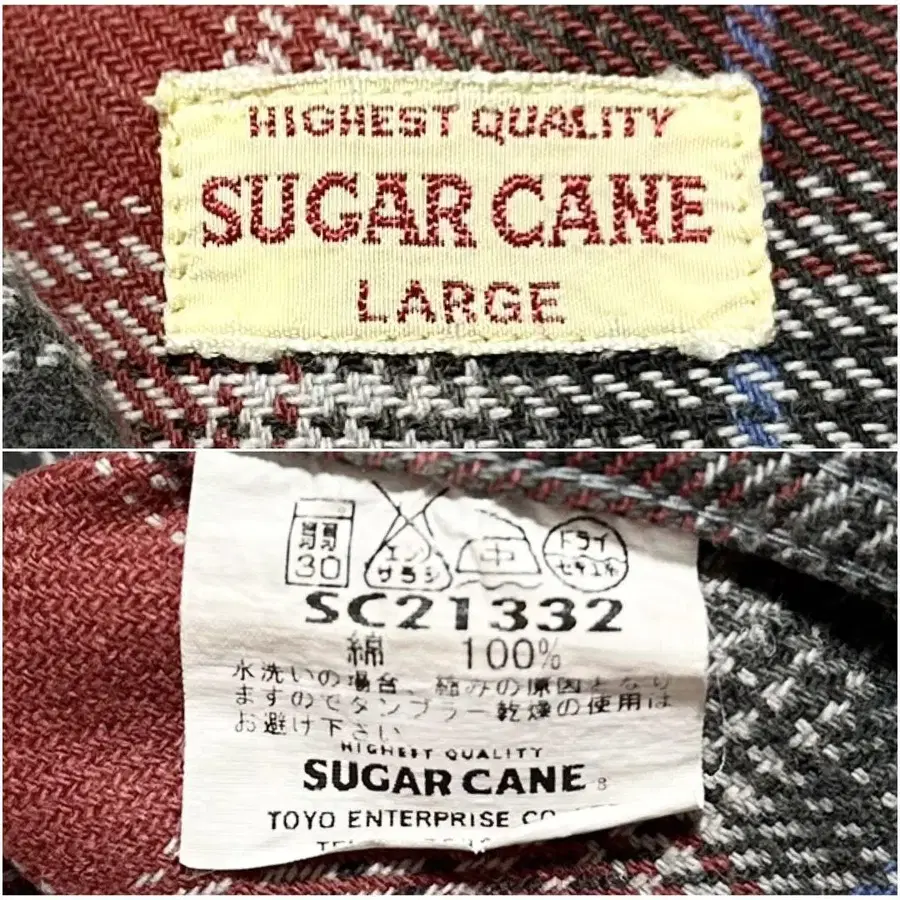 HIGHEST QUALITY
SUGAR CANE
LARGE
30
エンソ
サラシ
中
ドライ
セキユ系
SC21332
綿 100%
水洗いの場合、縮みの原因となり
ますのでタンブラー乾燥の使用は
お避け下さい
HIGHEST QUALITY
SUGAR CANE
TOYO ENTERPRISE CO